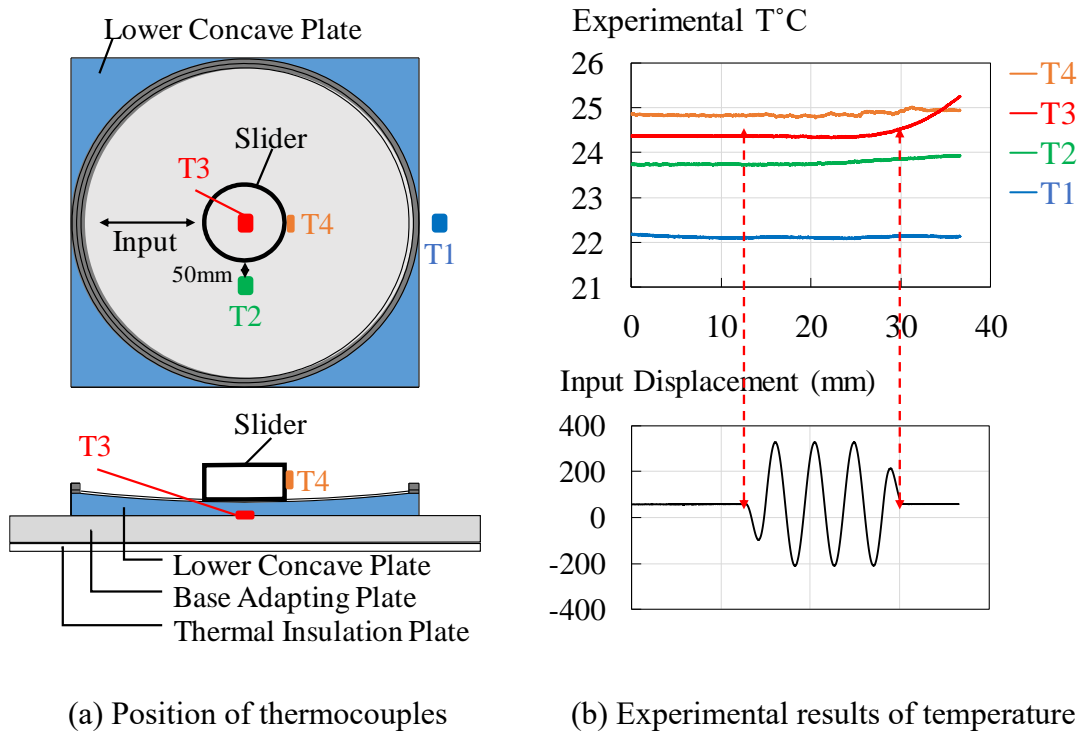 Lower Concave Plate
Slider
T3
T4
T1
Input
50mm
T2
Slider
T3
T4
Lower Concave Plate
Base Adapting Plate
Thermal Insulation Plate
(a) Position of thermocouples
Experimental T˚C
26
25
24
23
22
21
0 10 20 30 40
T4
T3
T2
T1
Input Displacement (mm)
400
200
0
-200
-400
(b) Experimental results of temperature